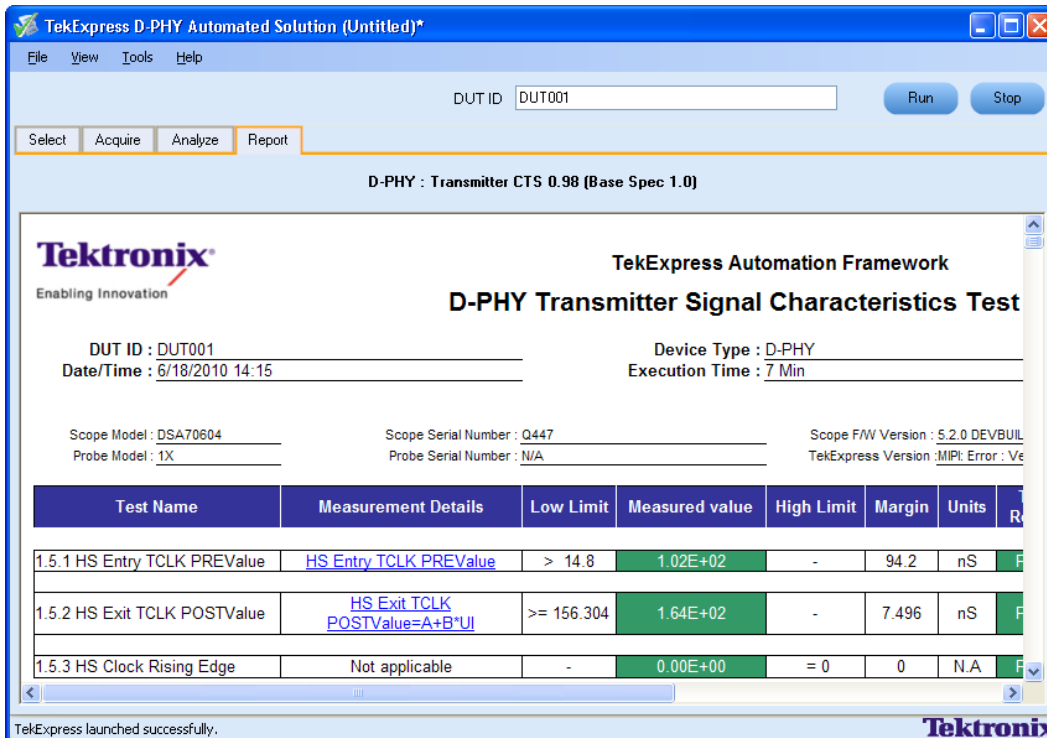 TekExpress D-PHY Automated Solution (Untitled)*
File View Tools Help
DUT ID DUT001 Run Stop
Select Acquire Analyze Report
D-PHY : Transmitter CTS 0.98 (Base Spec 1.0)
Tektronix
Enabling Innovation
TekExpress Automation Framework
D-PHY Transmitter Signal Characteristics Test
DUT ID : DUT001 Device Type : D-PHY
Date/Time : 6/18/2010 14:15 Execution Time : 7 Min
Scope Model : DSA70604 Scope Serial Number : Q447 Scope F/W Version : 5.2.0 DEVBUIL
Probe Model : 1X Probe Serial Number : N/A TekExpress Version :MIPI: Error : Ve
Test Name Measurement Details Low Limit Measured value High Limit Margin Units
1.5.1 HS Entry TCLK PREValue HS Entry TCLK PREValue > 14.8 1.02E+02 - 94.2 nS
1.5.2 HS Exit TCLK POSTValue HS Exit TCLK POSTValue=A+B*UI >= 156.304 1.64E+02 - 7.496 nS
1.5.3 HS Clock Rising Edge Not applicable - 0.00E+00 = 0 0 N.A
TekExpress launched successfully. Tektronix